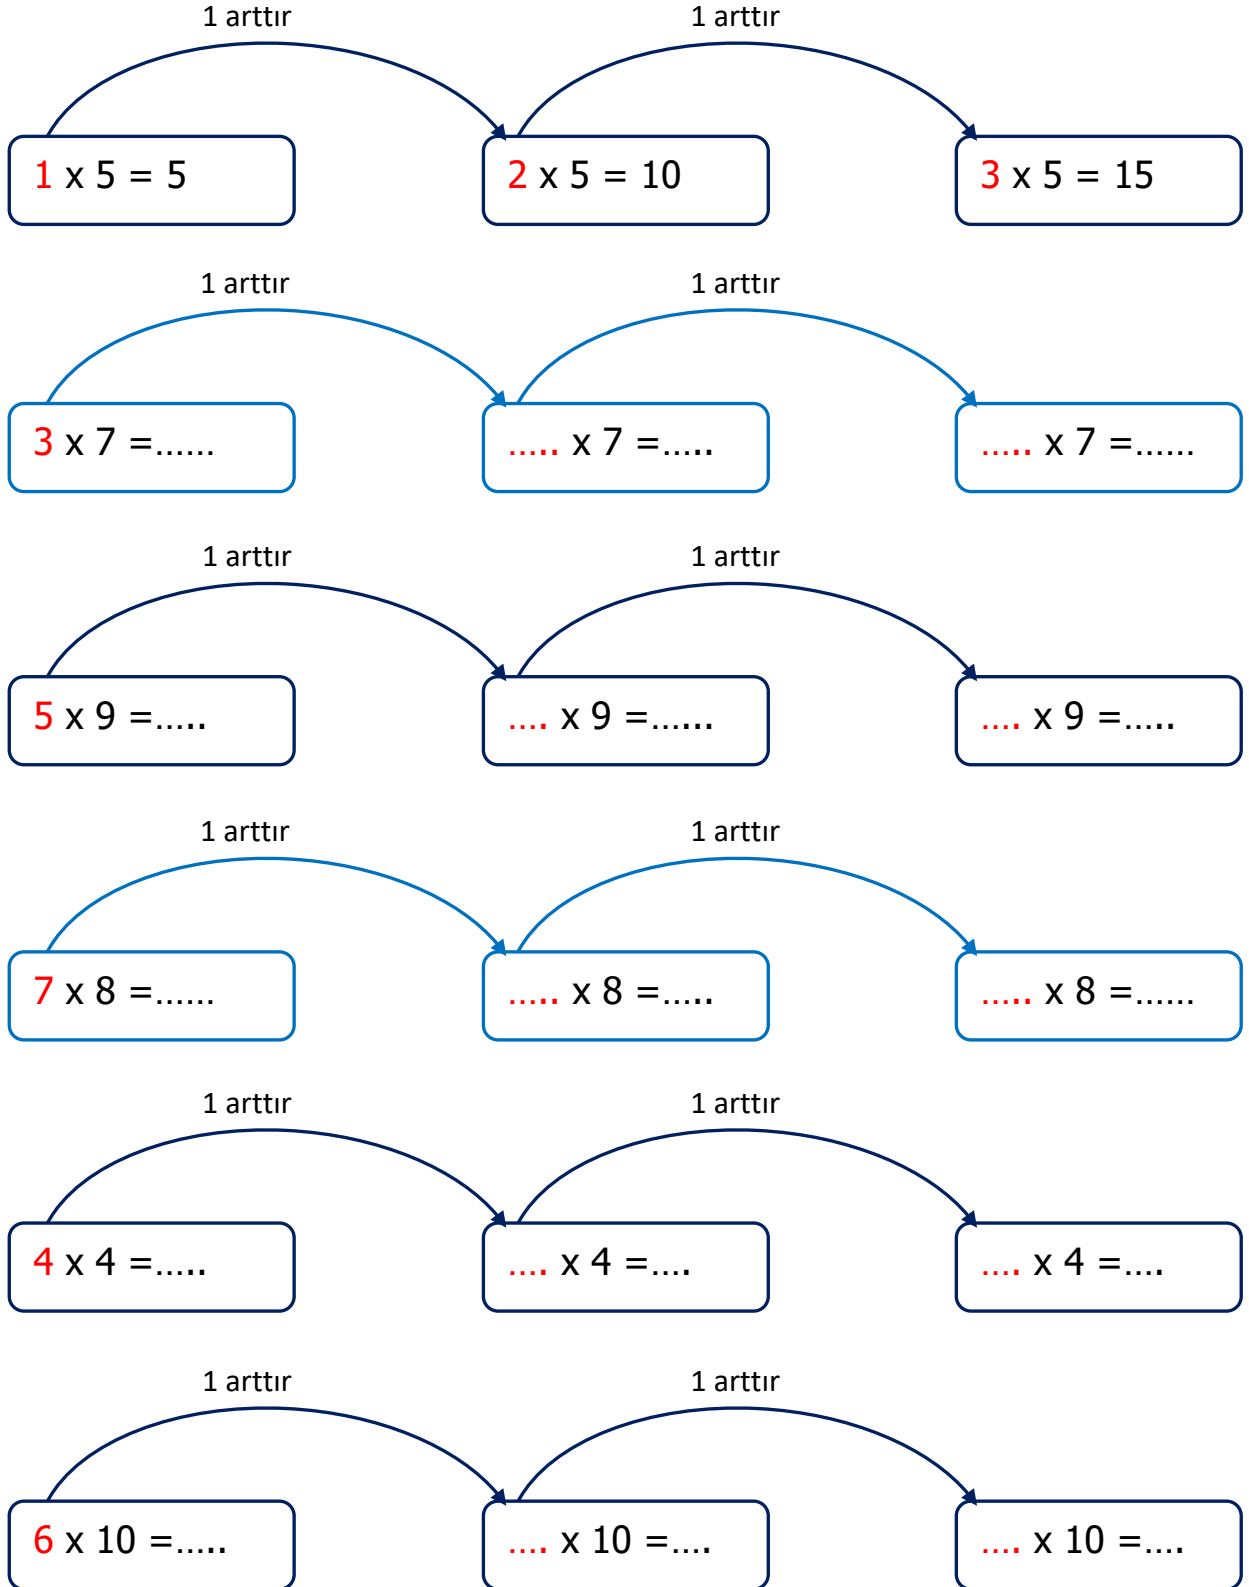 1 arttır 1 arttır
1 x 5 = 5 2 x 5 = 10 3 x 5 = 15
1 arttır 1 arttır
3 x 7 =...... ..... x 7 =..... ..... x 7 =......
1 arttır 1 arttır
5 x 9 =..... .... x 9 =...... .... x 9 =.....
1 arttır 1 arttır
7 x 8 =...... ..... x 8 =..... ..... x 8 =......
1 arttır 1 arttır
4 x 4 =..... .... x 4 =.... .... x 4 =....
1 arttır 1 arttır
6 x 10 =..... .... x 10 =.... .... x 10 =....